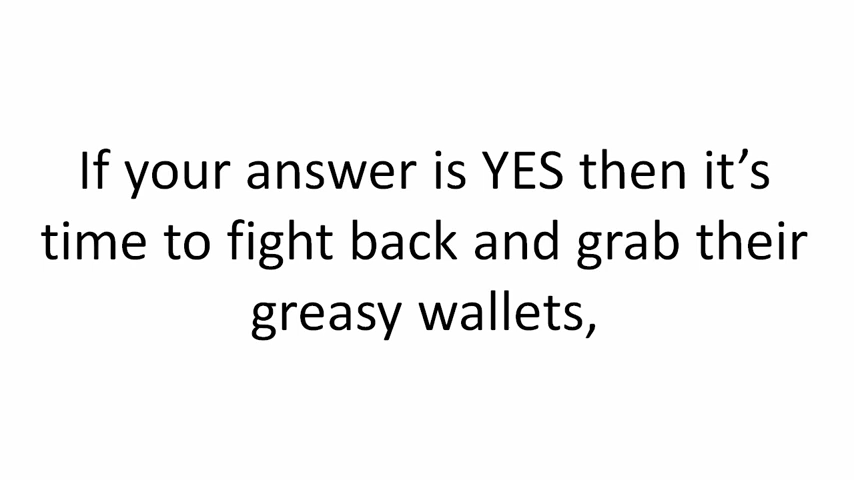 If your answer is YES then it’s
time to fight back and grab their
greasy wallets,